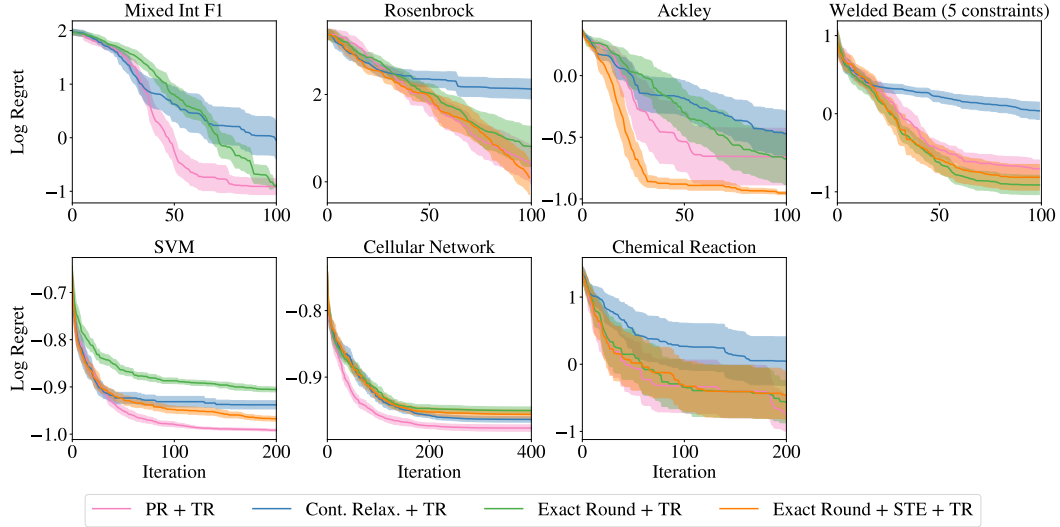 Mixed Int F1
Rosenbrock
Ackley
Welded Beam (5 constraints)
Log Regret
2
1
0
−1
0
50
100
2
0
0
50
100
0.0
−0.5
−1.0
0
50
100
1
0
−1
0
50
100
SVM
Cellular Network
Chemical Reaction
Log Regret
−0.7
−0.8
−0.9
−1.0
0
100
200
Iteration
−0.8
−0.9
0
200
400
Iteration
1
0
−1
0
100
200
Iteration
PR + TR
Cont. Relax. + TR
Exact Round + TR
Exact Round + STE + TR